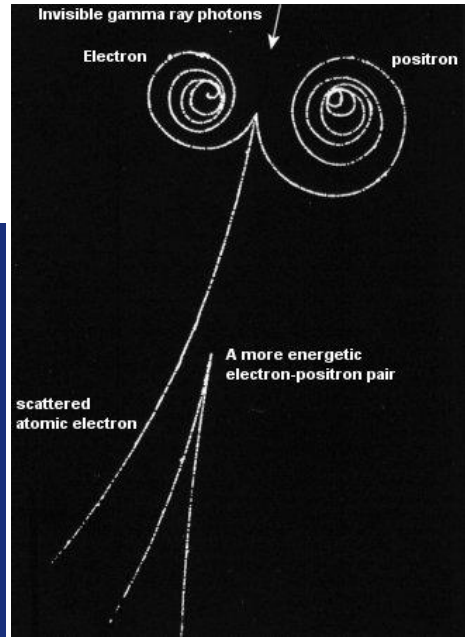 Invisible gamma ray photons
Electron
positron
A more energetic
electron-positron pair
scattered
atomic electron